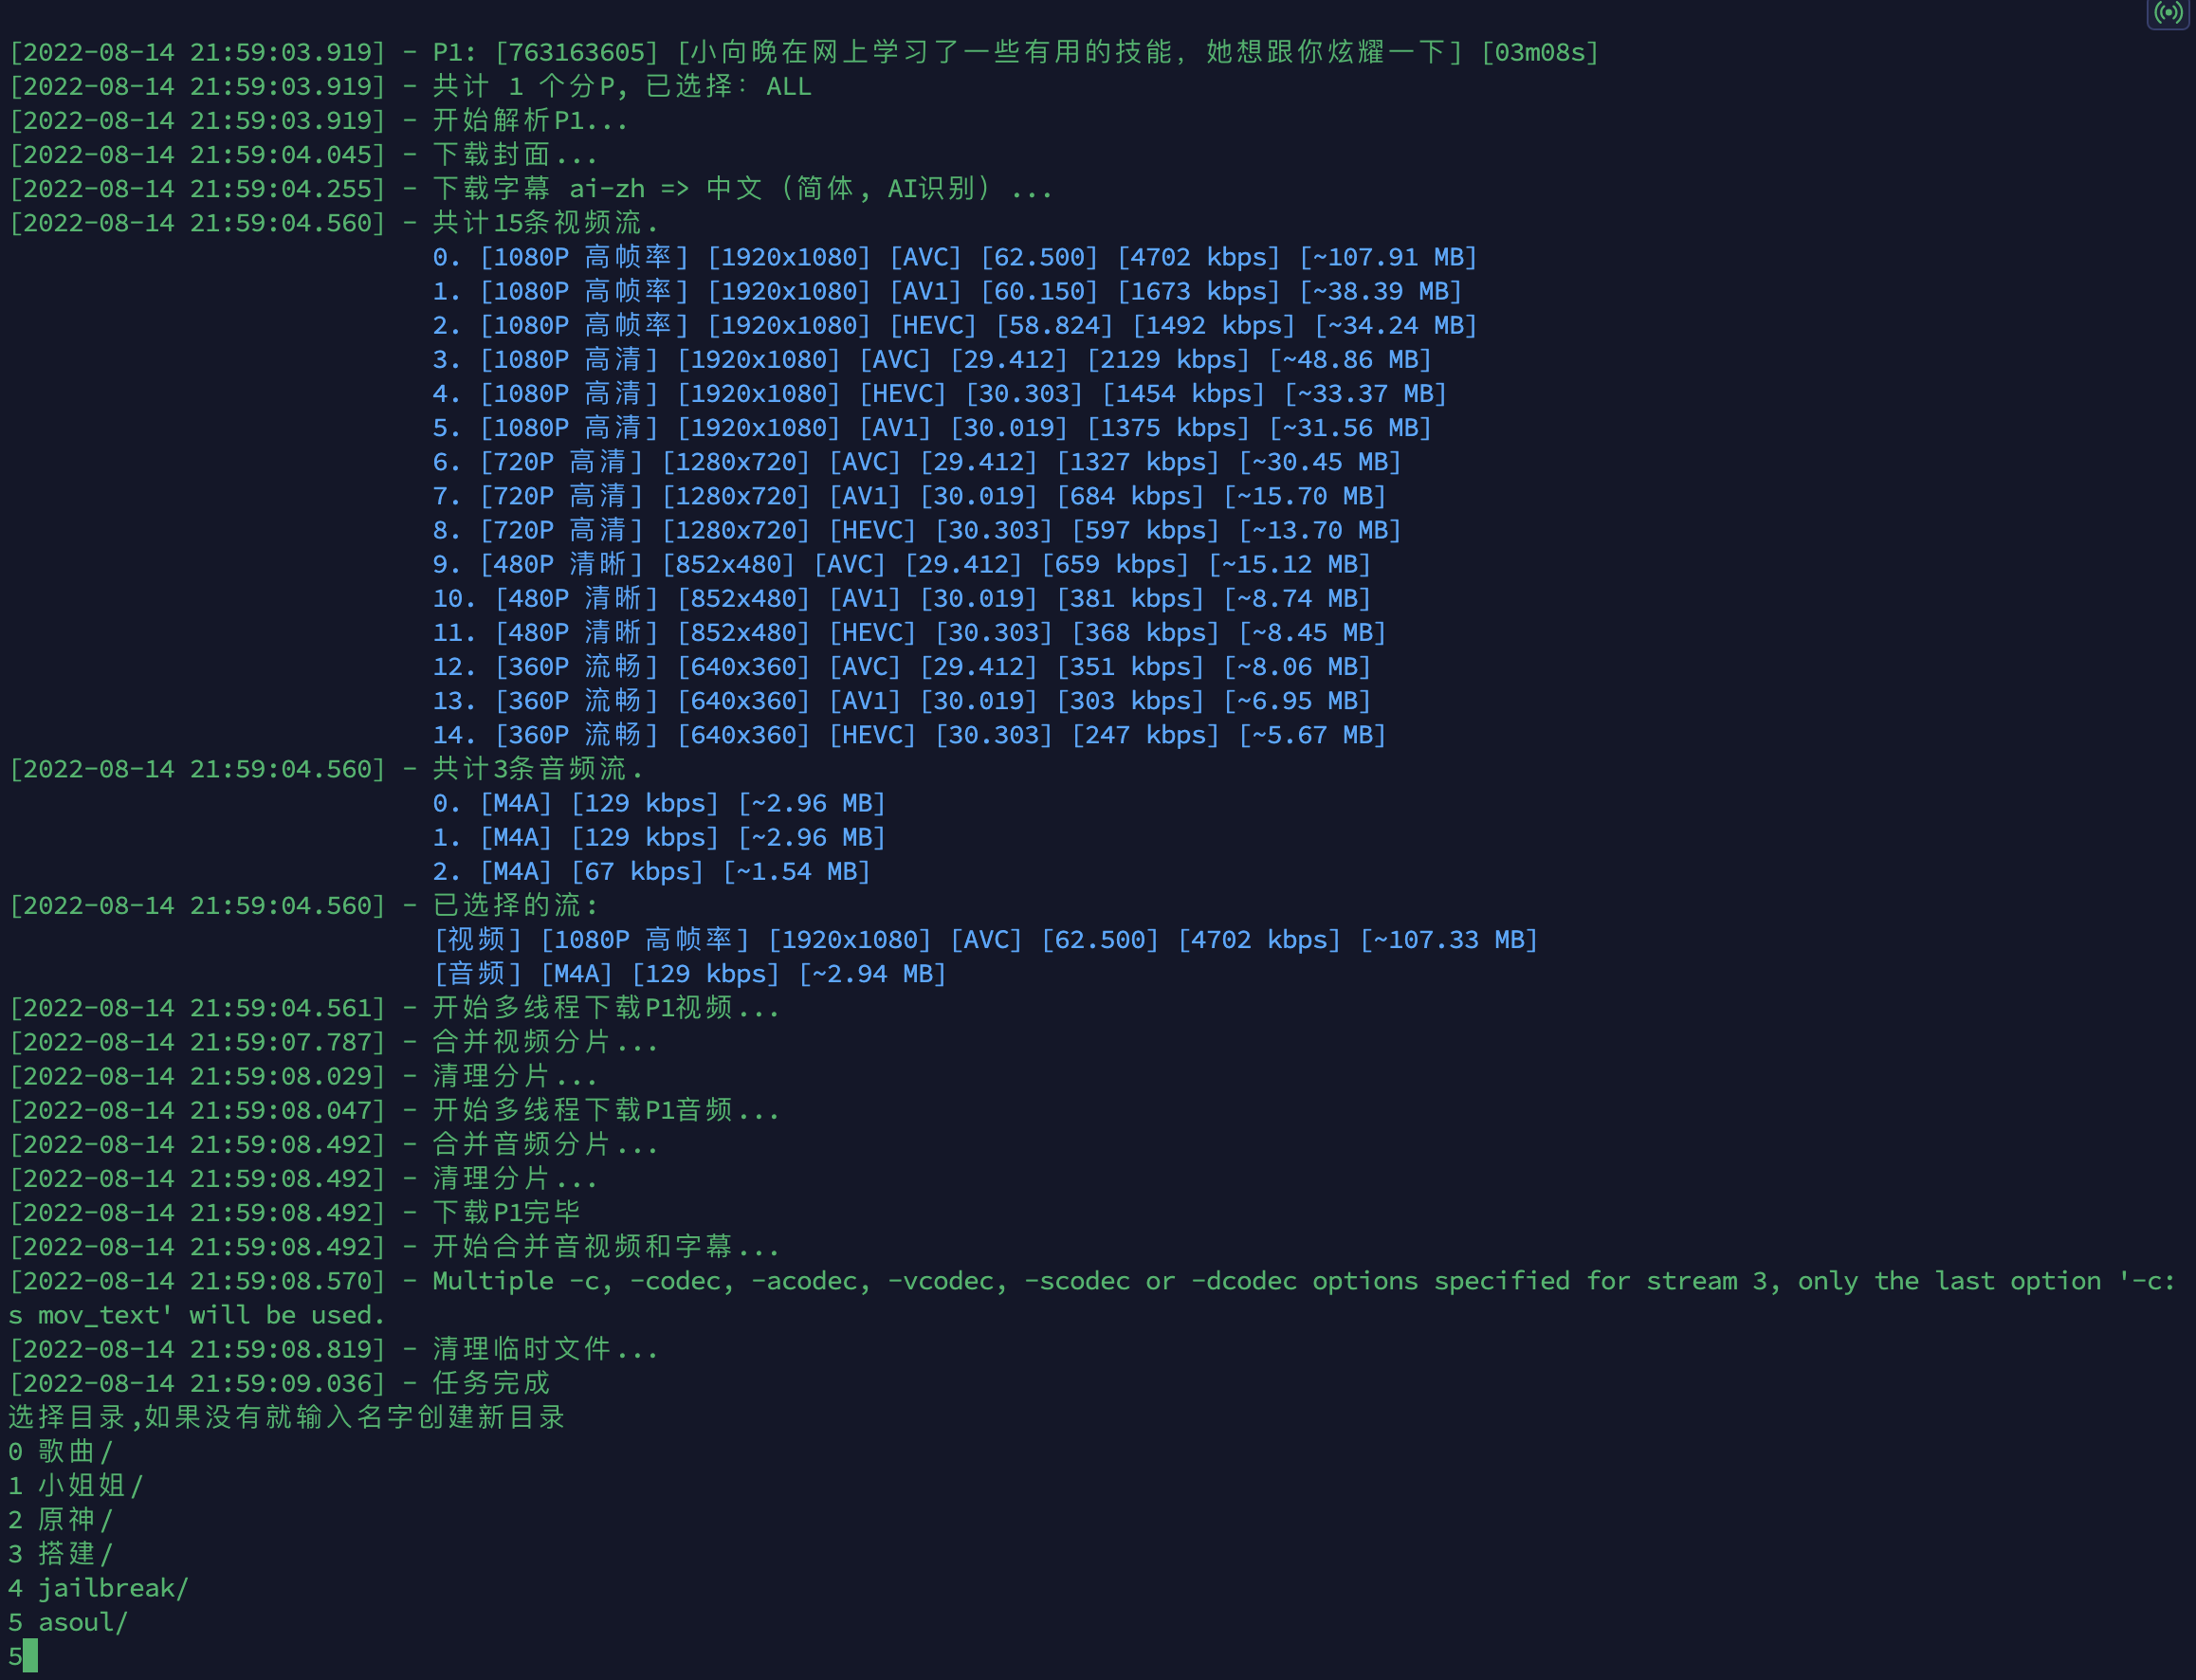 [2022-08-14 21:59:03.919] - P1: [763163605] [小向晚在网上学习了一些有用的技能，她想跟你炫耀一下] [03m08s]
[2022-08-14 21:59:03.919] - 共计 1 个分P, 已选择：ALL
[2022-08-14 21:59:03.919] - 开始解析P1...
[2022-08-14 21:59:04.045] - 下载封面...
[2022-08-14 21:59:04.255] - 下载字幕 ai-zh => 中文（简体, AI识别）...
[2022-08-14 21:59:04.560] - 共计15条视频流.
0. [1080P 高帧率] [1920x1080] [AVC] [62.500] [4702 kbps] [~107.91 MB]
1. [1080P 高帧率] [1920x1080] [AV1] [60.150] [1673 kbps] [~38.39 MB]
2. [1080P 高帧率] [1920x1080] [HEVC] [58.824] [1492 kbps] [~34.24 MB]
3. [1080P 高清] [1920x1080] [AVC] [29.412] [2129 kbps] [~48.86 MB]
4. [1080P 高清] [1920x1080] [HEVC] [30.303] [1454 kbps] [~33.37 MB]
5. [1080P 高清] [1920x1080] [AV1] [30.019] [1375 kbps] [~31.56 MB]
6. [720P 高清] [1280x720] [AVC] [29.412] [1327 kbps] [~30.45 MB]
7. [720P 高清] [1280x720] [AV1] [30.019] [684 kbps] [~15.70 MB]
8. [720P 高清] [1280x720] [HEVC] [30.303] [597 kbps] [~13.70 MB]
9. [480P 清晰] [852x480] [AVC] [29.412] [659 kbps] [~15.12 MB]
10. [480P 清晰] [852x480] [AV1] [30.019] [381 kbps] [~8.74 MB]
11. [480P 清晰] [852x480] [HEVC] [30.303] [368 kbps] [~8.45 MB]
12. [360P 流畅] [640x360] [AVC] [29.412] [351 kbps] [~8.06 MB]
13. [360P 流畅] [640x360] [AV1] [30.019] [303 kbps] [~6.95 MB]
14. [360P 流畅] [640x360] [HEVC] [30.303] [247 kbps] [~5.67 MB]
[2022-08-14 21:59:04.560] - 共计3条音频流.
0. [M4A] [129 kbps] [~2.96 MB]
1. [M4A] [129 kbps] [~2.96 MB]
2. [M4A] [67 kbps] [~1.54 MB]
[2022-08-14 21:59:04.560] - 已选择的流:
[视频] [1080P 高帧率] [1920x1080] [AVC] [62.500] [4702 kbps] [~107.33 MB]
[音频] [M4A] [129 kbps] [~2.94 MB]
[2022-08-14 21:59:04.561] - 开始多线程下载P1视频...
[2022-08-14 21:59:07.787] - 合并视频分片...
[2022-08-14 21:59:08.029] - 清理分片...
[2022-08-14 21:59:08.047] - 开始多线程下载P1音频...
[2022-08-14 21:59:08.492] - 合并音频分片...
[2022-08-14 21:59:08.492] - 清理分片...
[2022-08-14 21:59:08.492] - 下载P1完毕
[2022-08-14 21:59:08.492] - 开始合并音视频和字幕...
[2022-08-14 21:59:08.570] - Multiple -c, -codec, -acodec, -vcodec, -scodec or -dcodec options specified for stream 3, only the last option '-c:
s mov_text' will be used.
[2022-08-14 21:59:08.819] - 清理临时文件...
[2022-08-14 21:59:09.036] - 任务完成
选择目录,如果没有就输入名字创建新目录
0 歌曲/
1 小姐姐/
2 原神/
3 搭建/
4 jailbreak/
5 asoul/
5